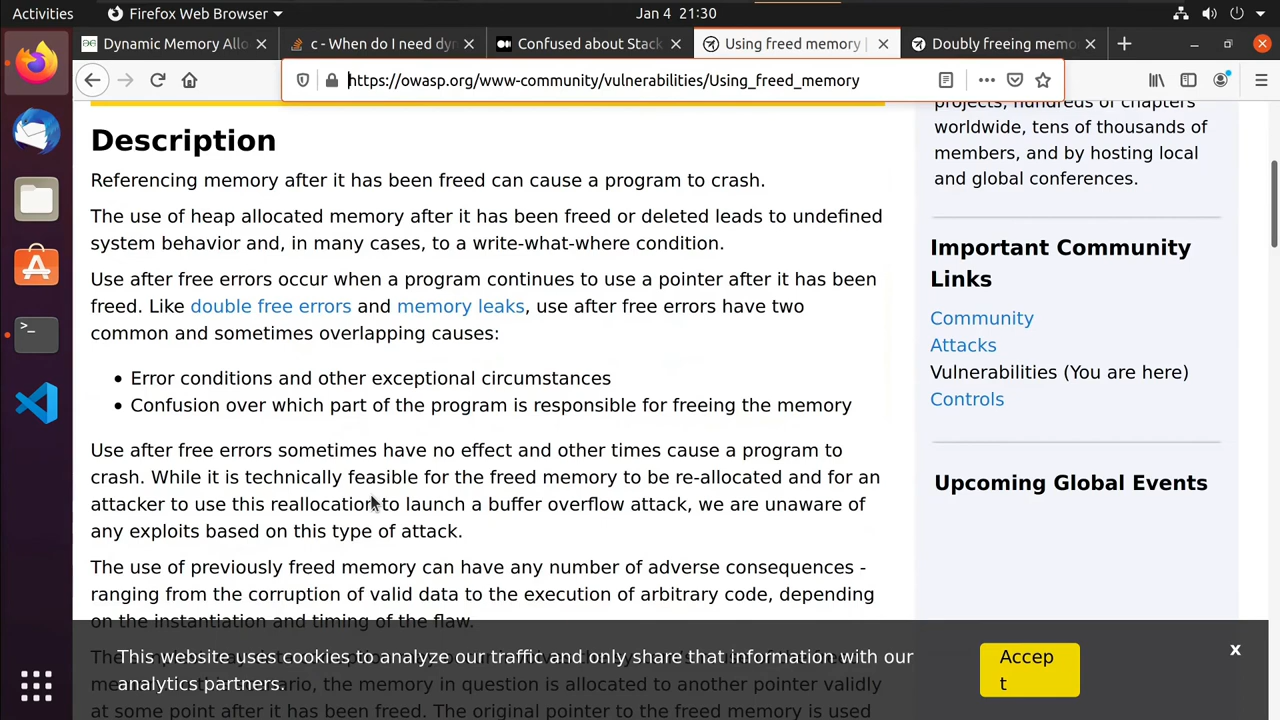 Activities
Firefox Web Browser
Jan 4 21:30
Dynamic Memory Allo
c - When do I need dyn
Confused about Stack
Using freed memory |
Doubly freeing memo
https://owasp.org/www-community/vulnerabilities/Using_freed_memory
Description
Referencing memory after it has been freed can cause a program to crash.
The use of heap allocated memory after it has been freed or deleted leads to undefined
system behavior and, in many cases, to a write-what-where condition.
Use after free errors occur when a program continues to use a pointer after it has been
freed. Like double free errors and memory leaks, use after free errors have two
common and sometimes overlapping causes:
• Error conditions and other exceptional circumstances
• Confusion over which part of the program is responsible for freeing the memory
Use after free errors sometimes have no effect and other times cause a program to
crash. While it is technically feasible for the freed memory to be re-allocated and for an
attacker to use this reallocation to launch a buffer overflow attack, we are unaware of
any exploits based on this type of attack.
The use of previously freed memory can have any number of adverse consequences -
ranging from the corruption of valid data to the execution of arbitrary code, depending
on the instantiation and timing of the flaw.
at some point after it has been freed. The original pointer to the freed memory is used
projects, hundreds of chapters
worldwide, tens of thousands of
members, and by hosting local
and global conferences.
Important Community
Links
Community
Attacks
Vulnerabilities (You are here)
Controls
Upcoming Global Events
This website uses cookies to analyze our traffic and only share that information with our
analytics partners.
Accep
t
x